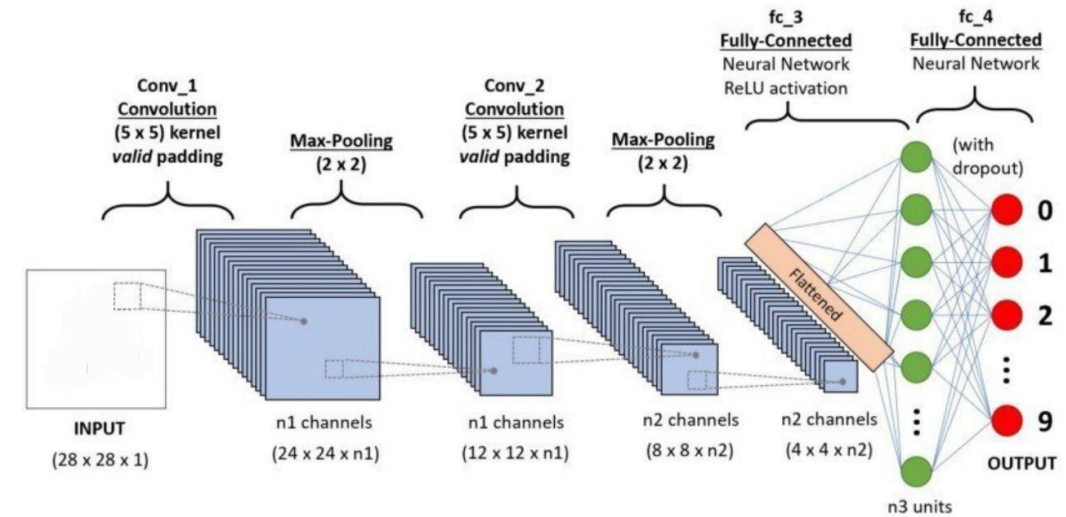 fc_3
Fully-Connected
Neural Network
ReLU activation
fc_4
Fully-Connected
Neural Network
Conv_1
Convolution
(5 x 5) kernel
valid padding
Max-Pooling
(2 x 2)
Conv_2
Convolution
(5 x 5) kernel
valid padding
Max-Pooling
(2 x 2)
(with
dropout)
Flattened
0
1
2
9
INPUT
(28 x 28 x 1)
n1 channels
(24 x 24 x n1)
n1 channels
(12 x 12 x n1)
n2 channels
(8 x 8 x n2)
n2 channels
(4 x 4 x n2)
OUTPUT
n3 units